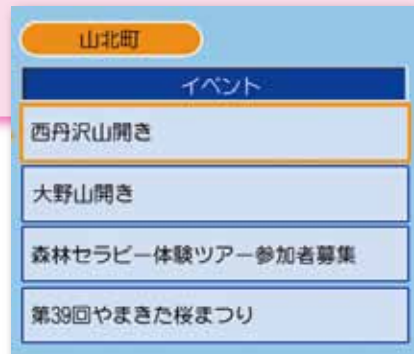 山北町
イベント
西丹沢山開き
大野山開き
森林セラピー体験ツアー参加者募集
第39回やまきた桜まつり